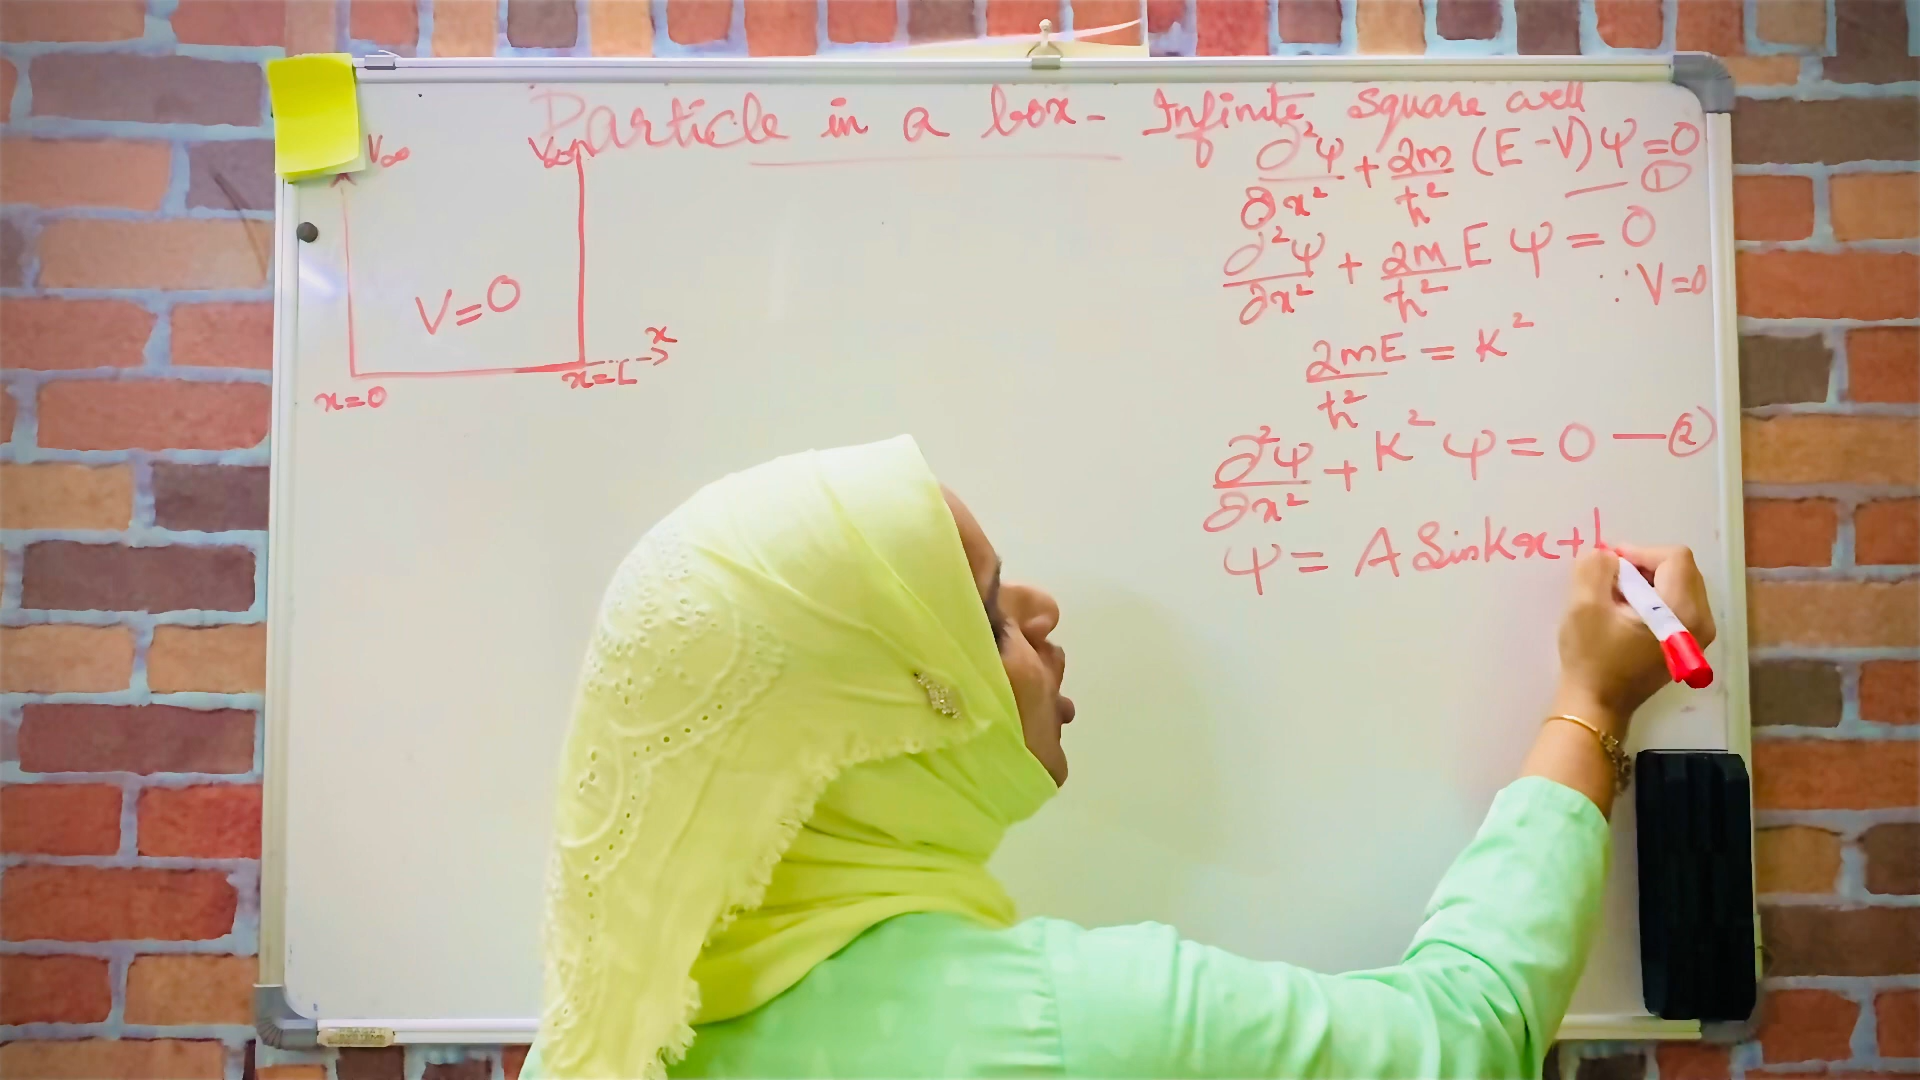 Particle in a box - Infinite square well
V∞ V∞
V=0
x
x=0 x=L
∂²ψ/∂x² + 2m/ħ² (E-V)ψ=0 — ①
∂²ψ/∂x² + 2m/ħ² E ψ = 0
∵ V=0
2mE/ħ² = K²
∂²ψ/∂x² + K² ψ = 0 — ②
ψ = A Sin Kx +